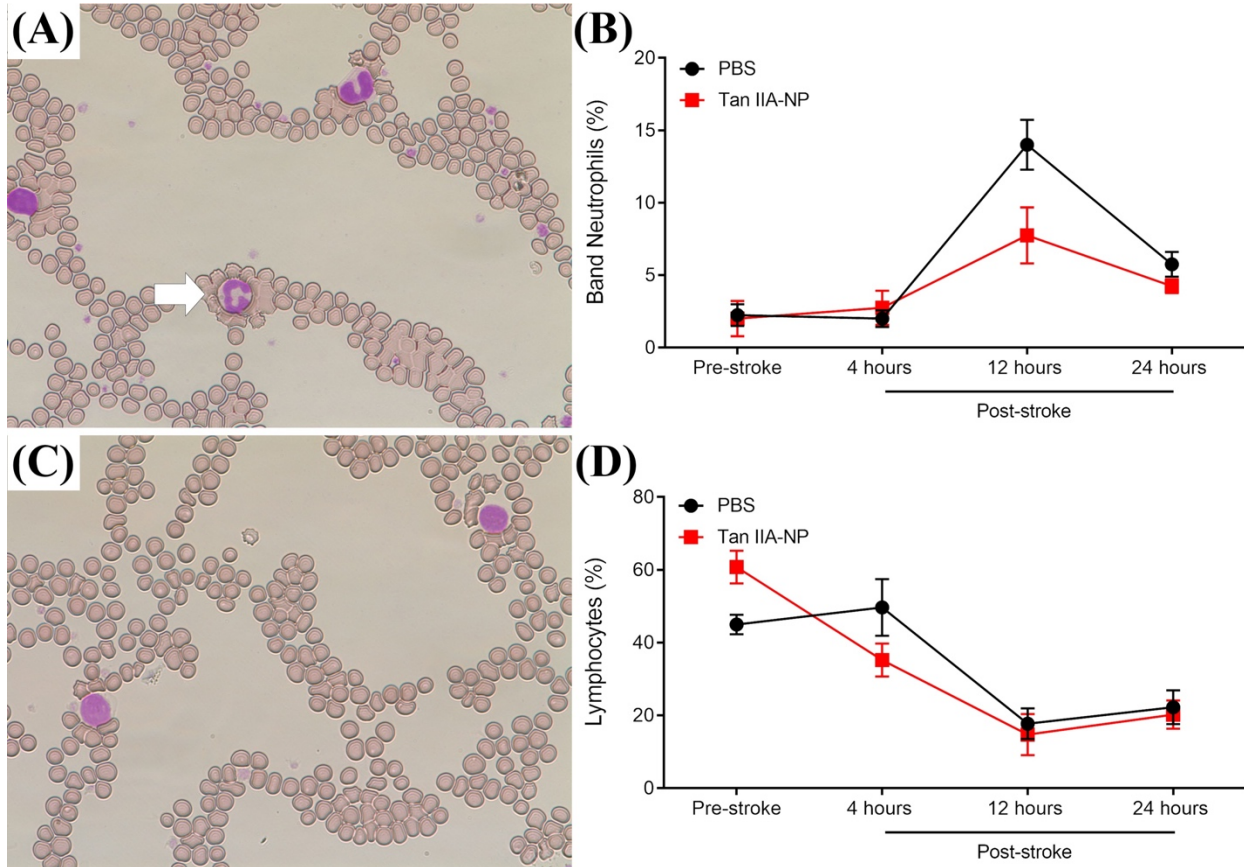 (A)
(B)
20
15
10
5
0
Band Neutrophils (%)
PBS
Tan IIA-NP
Pre-stroke
4 hours
12 hours
24 hours
Post-stroke
(C)
(D)
80
60
40
20
0
Lymphocytes (%)
PBS
Tan IIA-NP
Pre-stroke
4 hours
12 hours
24 hours
Post-stroke